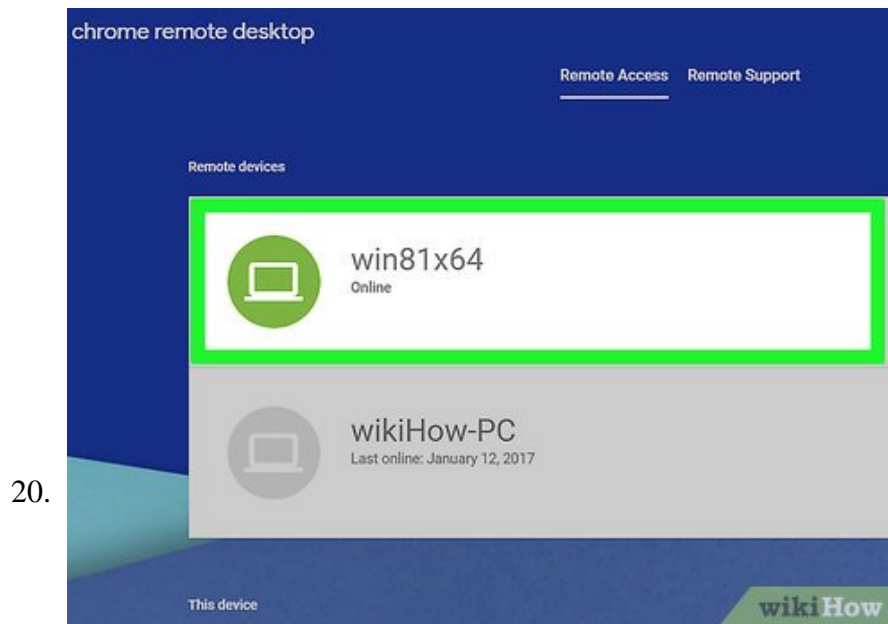 chrome remote desktop
Remote Access Remote Support
Remote devices
win81x64
Online
wikiHow-PC
Last online: January 12, 2017
20.
This device
wikiHow